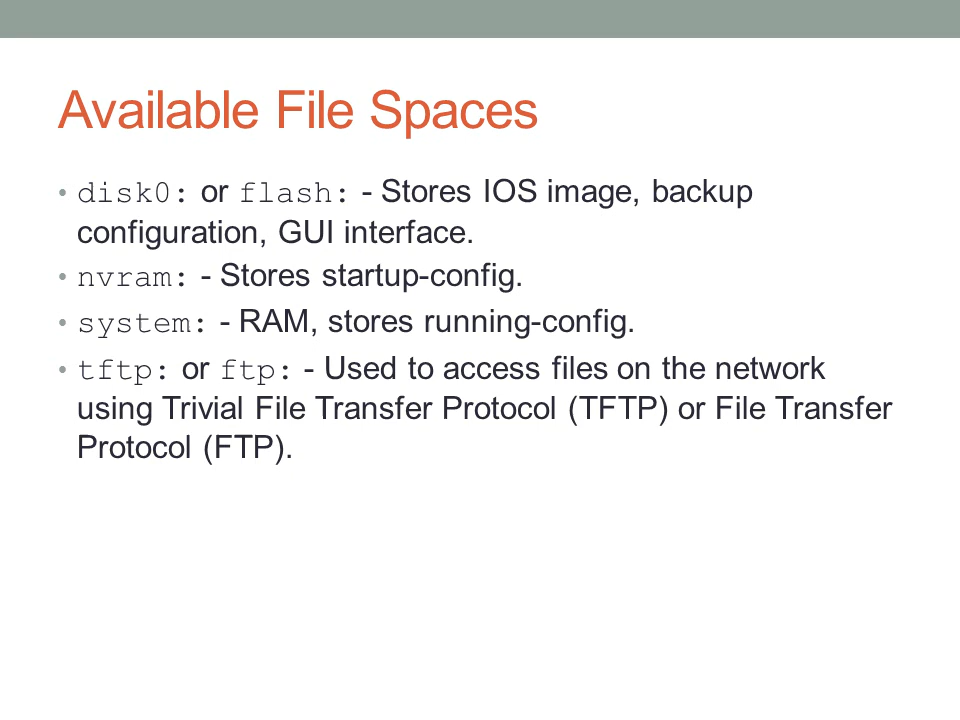 Available File Spaces
• disk0: or flash: - Stores IOS image, backup
configuration, GUI interface.
• nvram: - Stores startup-config.
• system: - RAM, stores running-config.
• tftp: or ftp: - Used to access files on the network
using Trivial File Transfer Protocol (TFTP) or File Transfer
Protocol (FTP).